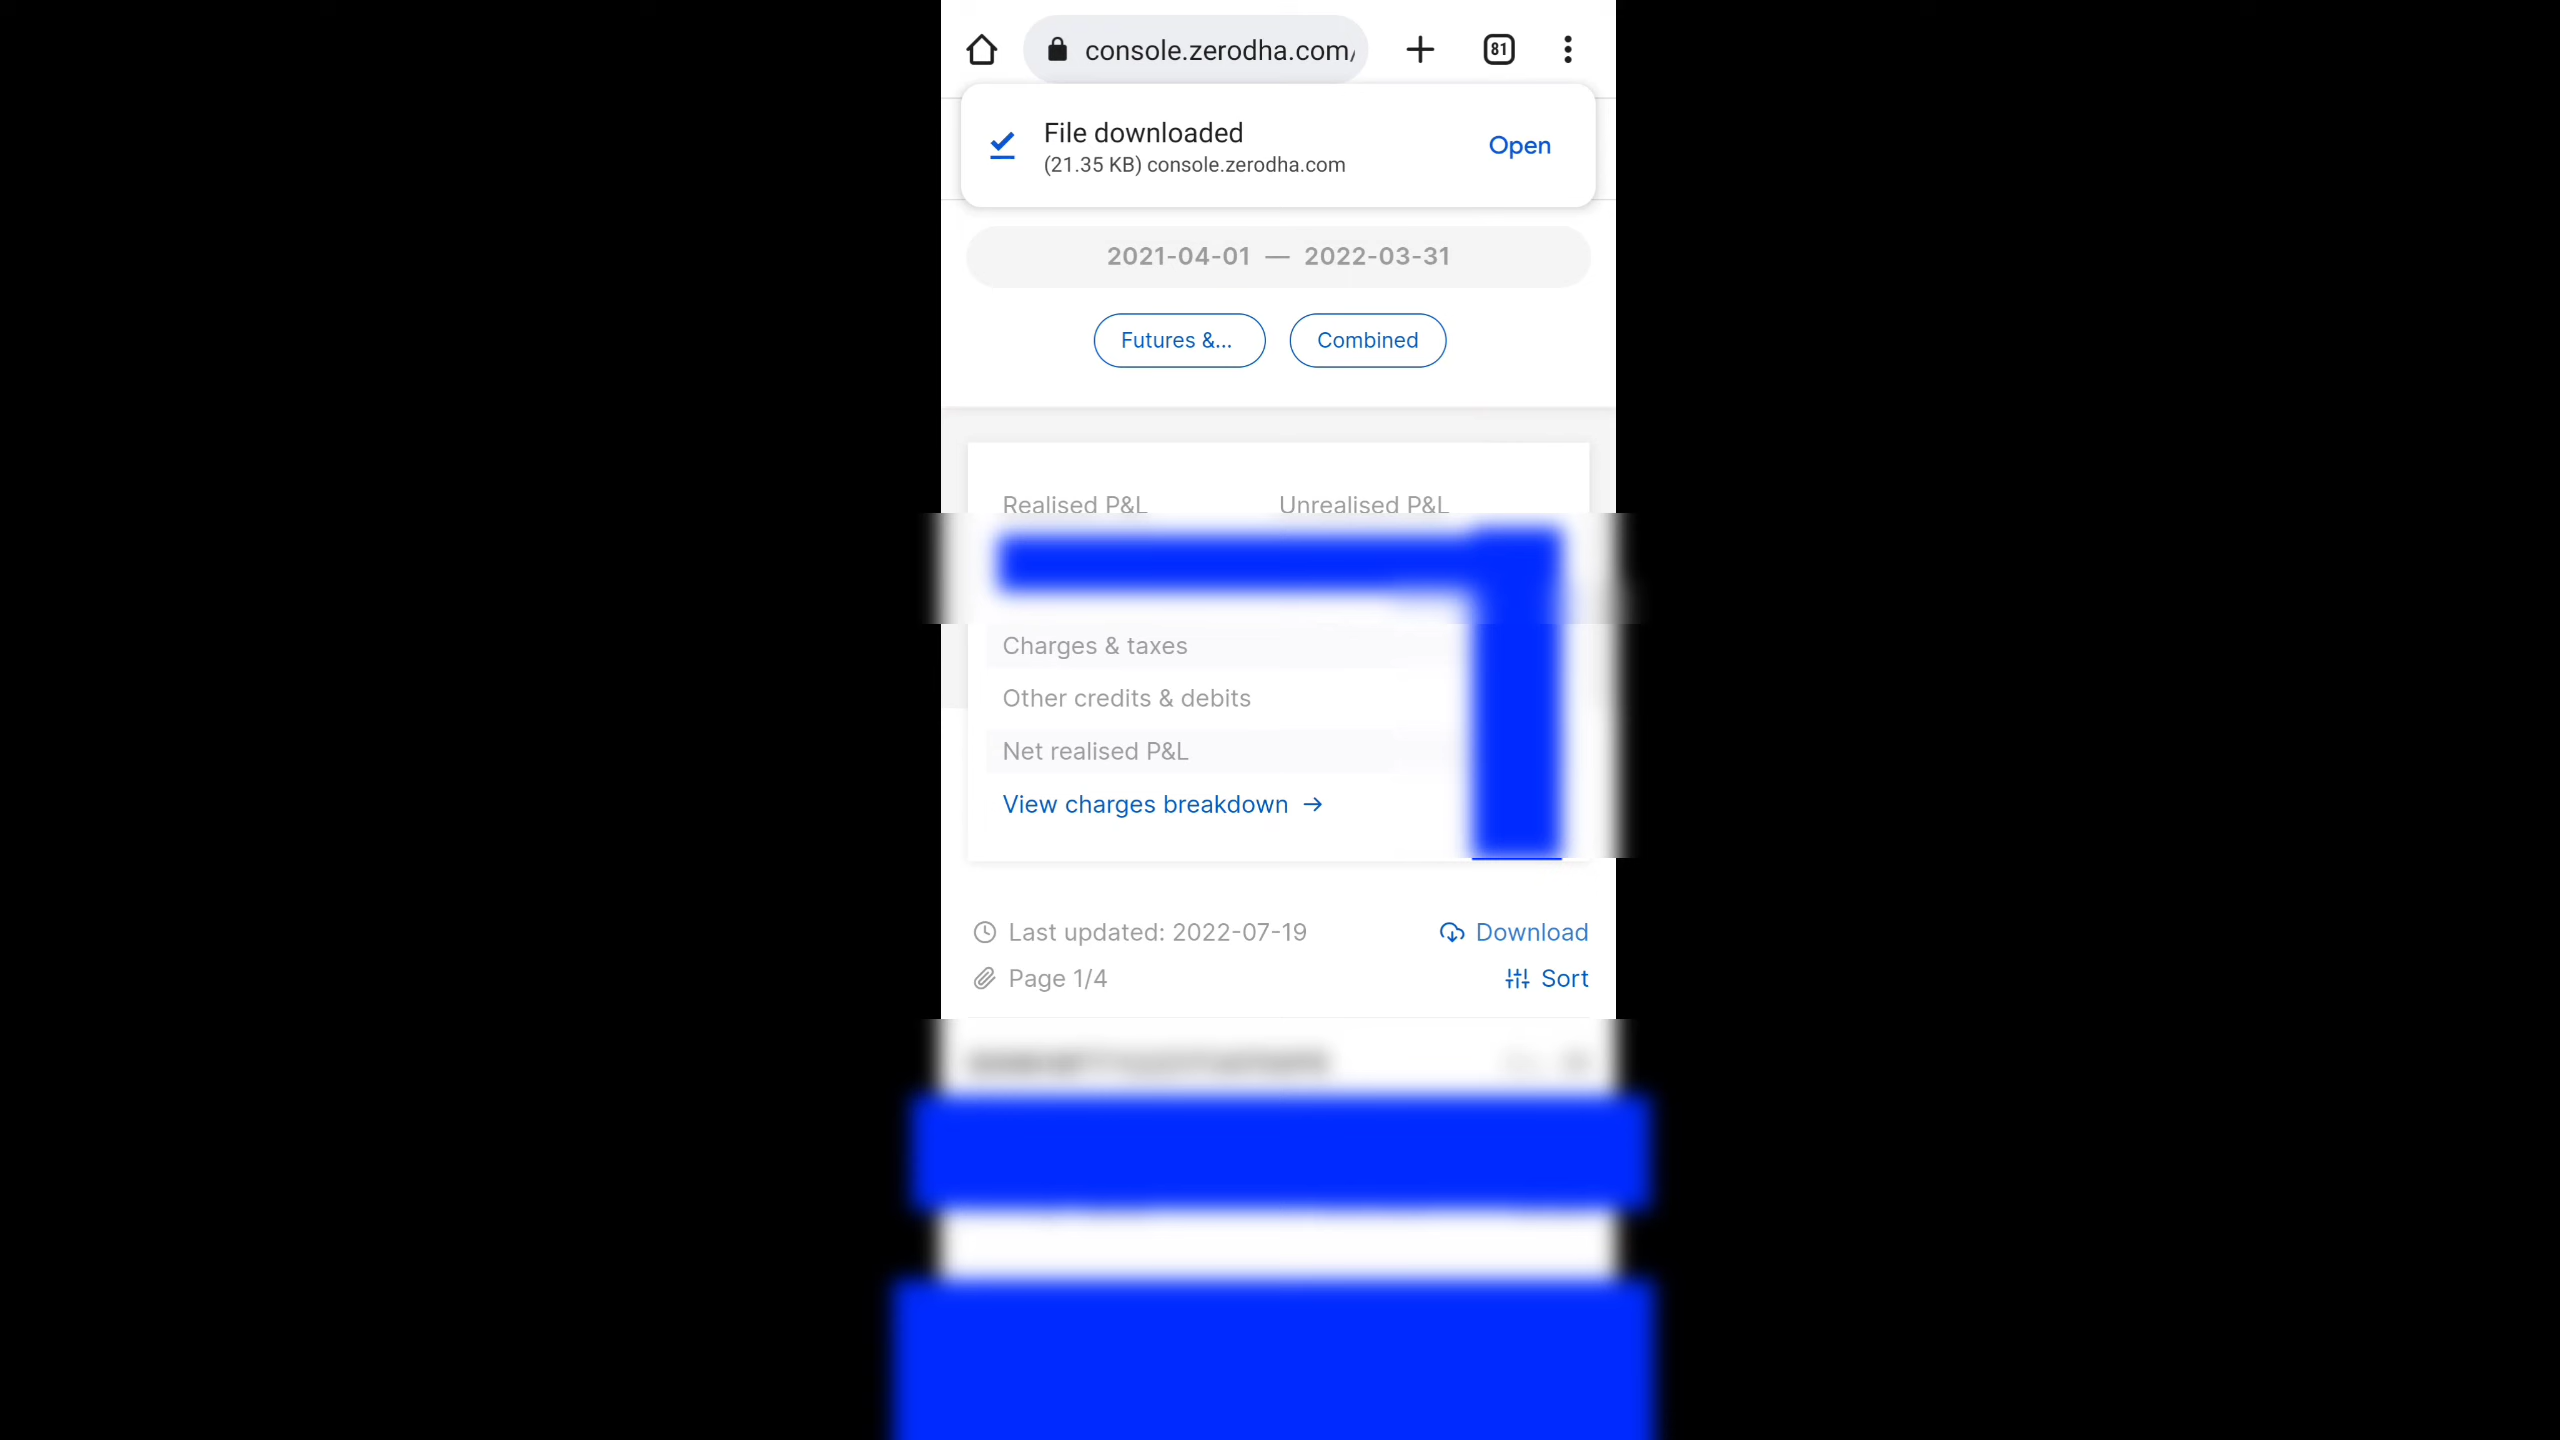 console.zerodha.com/
81
File downloaded
(21.35 KB) console.zerodha.com
Open
2021-04-01 — 2022-03-31
Futures &...
Combined
Realised P&L
Unrealised P&L
Charges & taxes
Other credits & debits
Net realised P&L
View charges breakdown →
Last updated: 2022-07-19
Download
Page 1/4
Sort